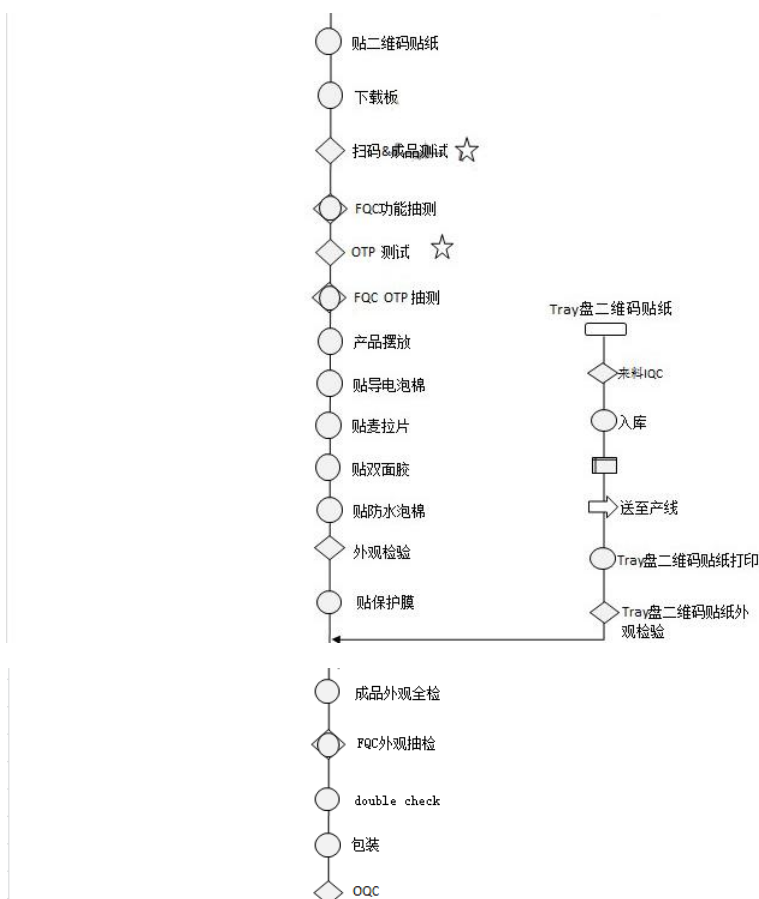 贴二维码贴纸
下载板
扫码&成品测试
FQC功能抽测
OTP 测试
FQC OTP 抽测
产品摆放
贴导电泡棉
贴麦拉片
贴双面胶
贴防水泡棉
外观检验
贴保护膜
Tray盘二维码贴纸
来料IQC
入库
送至产线
Tray盘二维码贴纸打印
Tray盘二维码贴纸外
观检验
成品外观全检
FQC外观抽检
double check
包装
OQC